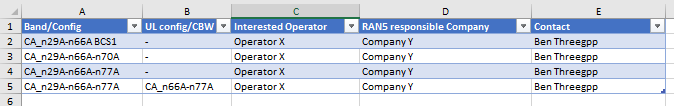 A B C D E
1 Band/Config UL config/CBW Interested Operator RAN5 responsible Company Contact
2 CA_n29A-n66A BCS1 - Operator X Company Y Ben Threegpp
3 CA_n29A-n66A-n70A - Operator X Company Y Ben Threegpp
4 CA_n29A-n66A-n77A - Operator X Company Y Ben Threegpp
5 CA_n29A-n66A-n77A CA_n66A-n77A Operator X Company Y Ben Threegpp
6